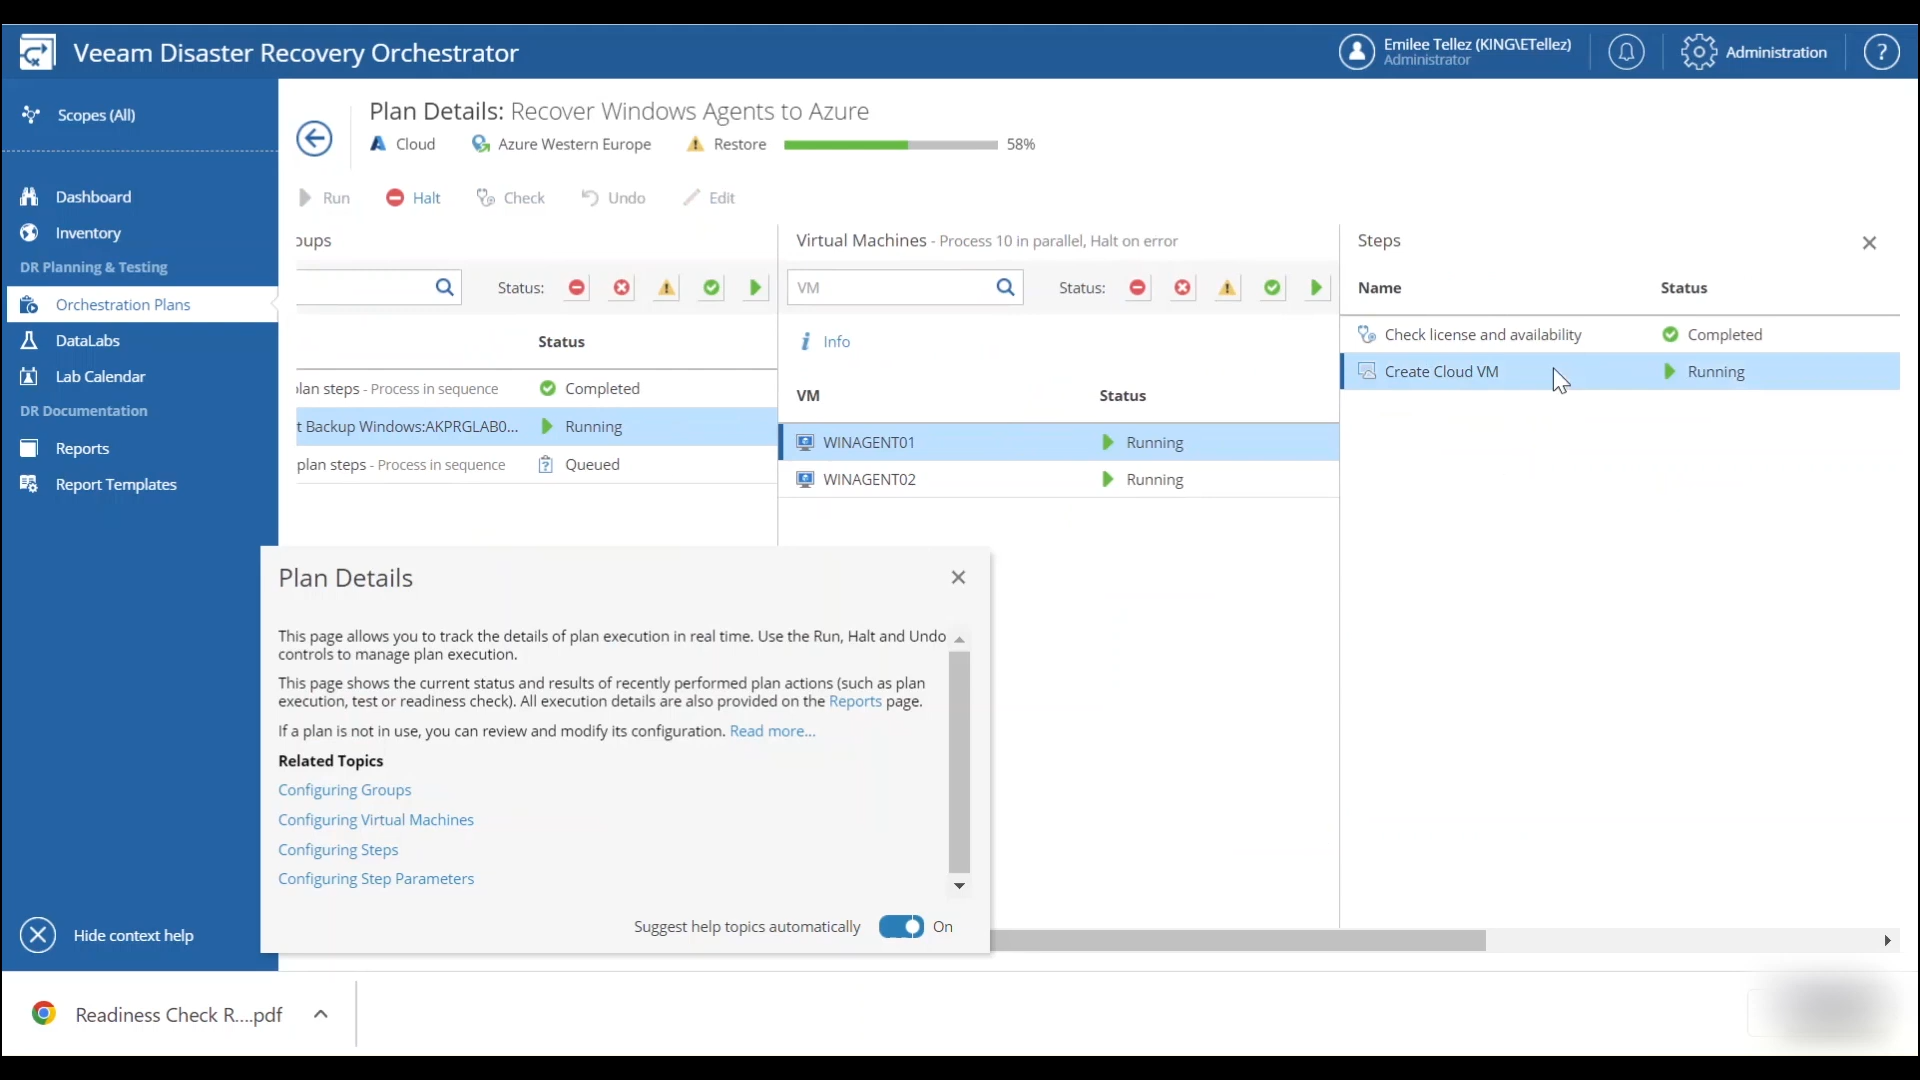 Veeam Disaster Recovery Orchestrator
Emilee Tellez (KING\ETellez)
Administrator
Administration
?
Scopes (All)
Dashboard
Inventory
DR Planning & Testing
Orchestration Plans
DataLabs
Lab Calendar
DR Documentation
Reports
Report Templates
Hide context help
Plan Details: Recover Windows Agents to Azure
Cloud
Azure Western Europe
Restore
58%
Run
Halt
Check
Undo
Edit
oups
Status:
Status
lan steps - Process in sequence
Completed
t Backup Windows:AKPRGLAB0...
Running
plan steps - Process in sequence
Queued
Virtual Machines - Process 10 in parallel, Halt on error
VM
Status:
i Info
VM
Status
WINAGENT01
Running
WINAGENT02
Running
Steps
Name
Status
Check license and availability
Completed
Create Cloud VM
Running
Plan Details
This page allows you to track the details of plan execution in real time. Use the Run, Halt and Undo
controls to manage plan execution.
This page shows the current status and results of recently performed plan actions (such as plan
execution, test or readiness check). All execution details are also provided on the Reports page.
If a plan is not in use, you can review and modify its configuration. Read more...
Related Topics
Configuring Groups
Configuring Virtual Machines
Configuring Steps
Configuring Step Parameters
Suggest help topics automatically
On
Readiness Check R....pdf